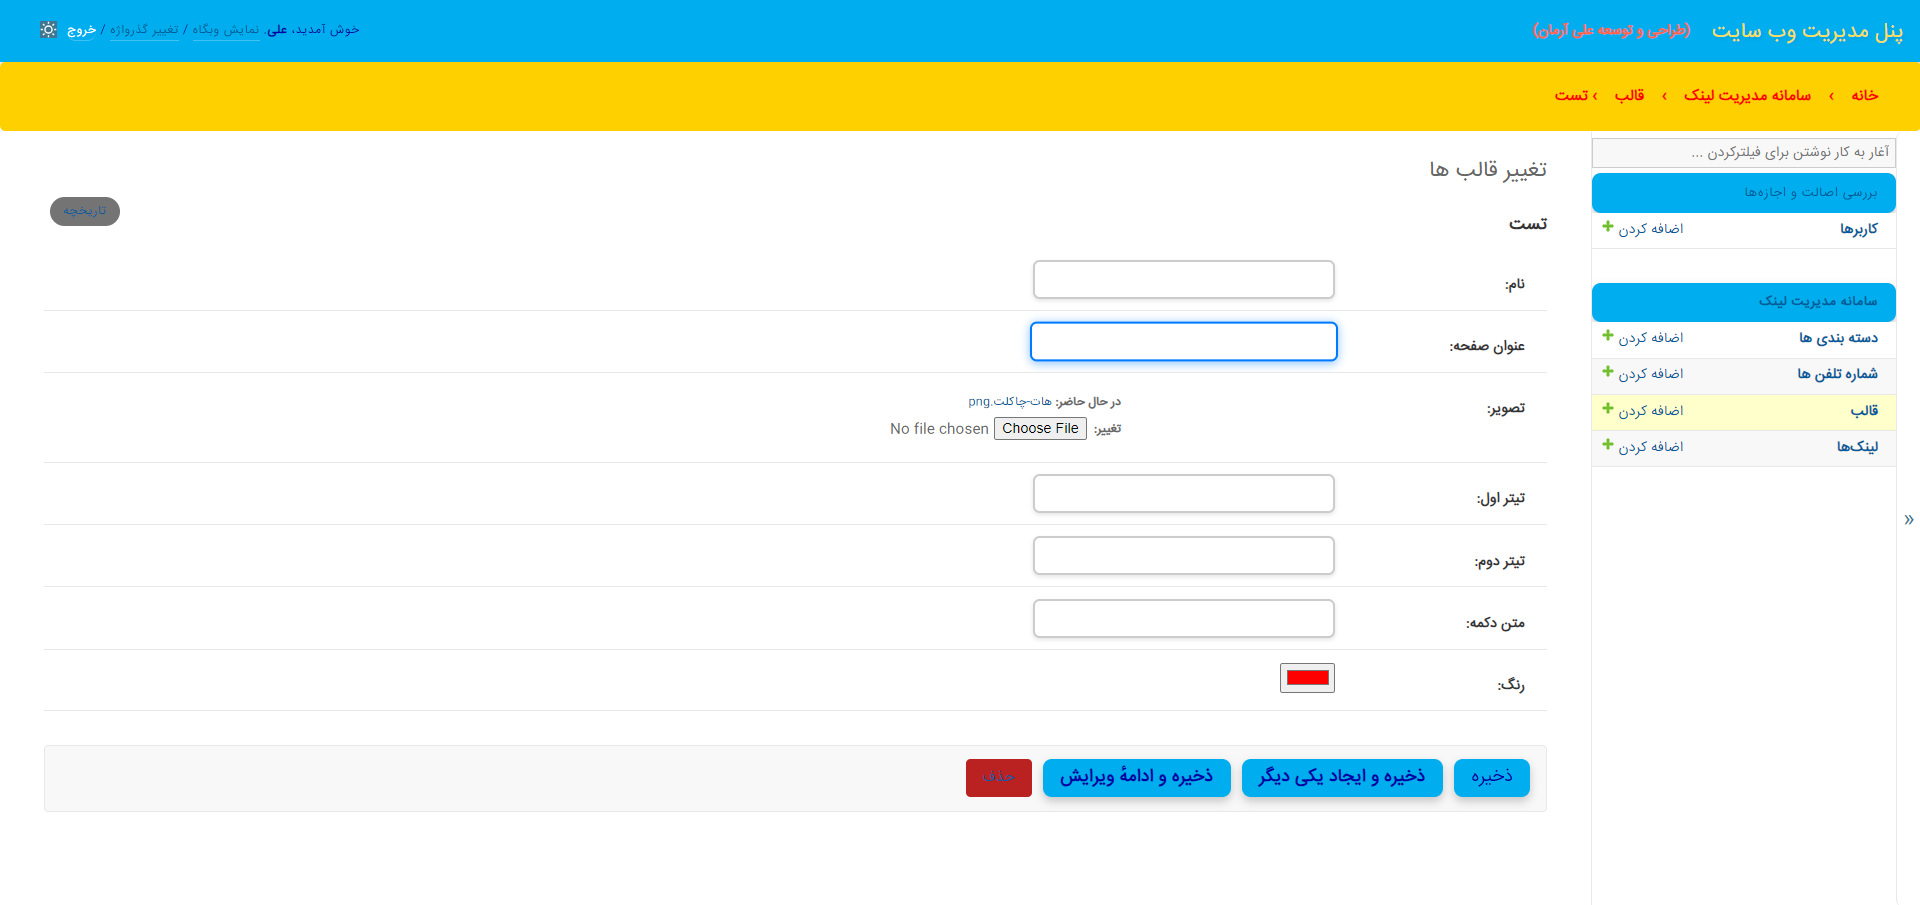 پنل مدیریت وب سایت (طراحی و توسعه علی آرمان)
خوش آمدید، علی. نمایش وبگاه / تغییر گذرواژه / خروج
خانه › سامانه مدیریت لینک › قالب › تست
آغار به کار نوشتن برای فیلترکردن ...
بررسی اصالت و اجازه‌ها
کاربرها اضافه کردن
سامانه مدیریت لینک
دسته بندی ها اضافه کردن
شماره تلفن ها اضافه کردن
قالب اضافه کردن
لینک‌ها اضافه کردن
»
تغییر قالب ها
تاریخچه
تست
نام:
عنوان صفحه:
تصویر:
در حال حاضر: هات-چاکلت.png
تغییر: Choose File No file chosen
تیتر اول:
تیتر دوم:
متن دکمه:
رنگ:
ذخیره ذخیره و ایجاد یکی دیگر ذخیره و ادامهٔ ویرایش حذف